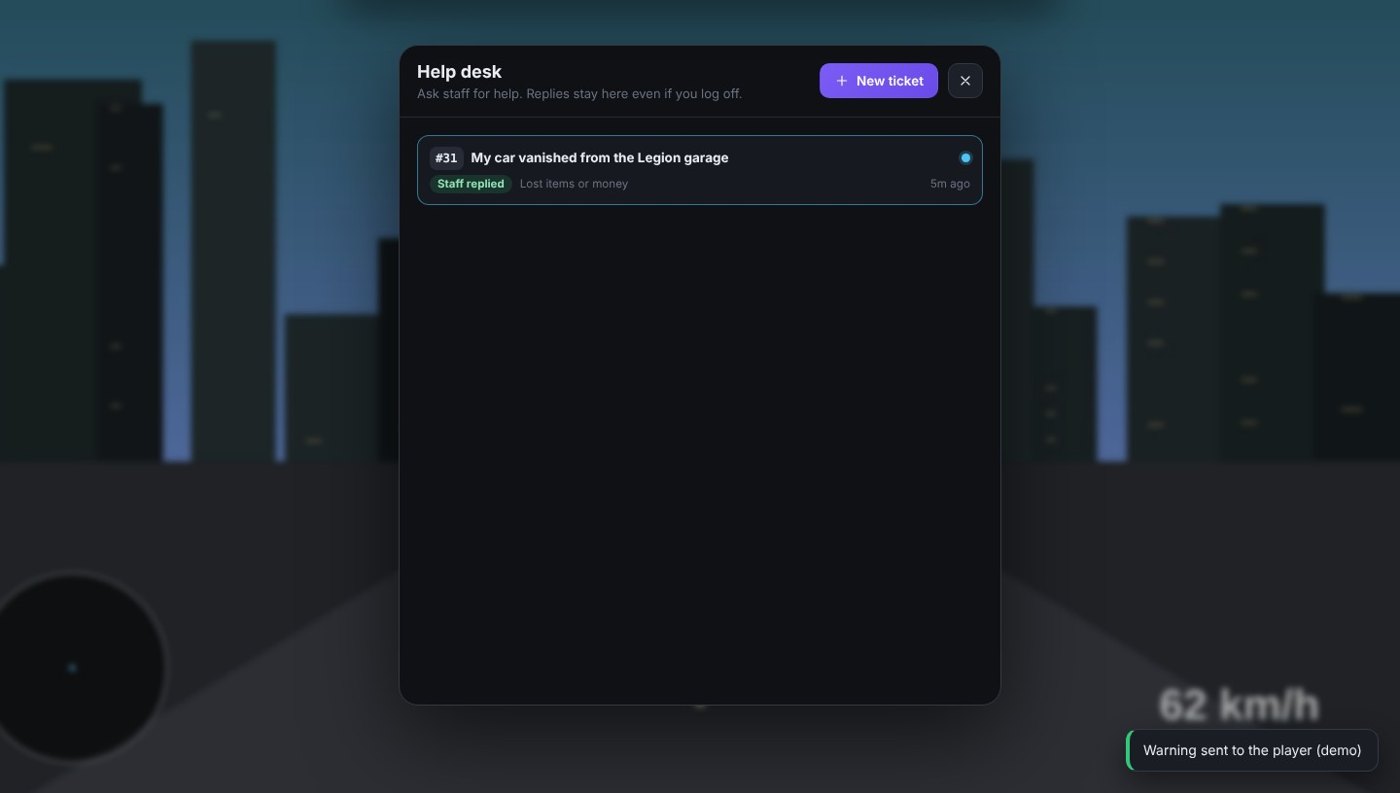 Help desk
Ask staff for help. Replies stay here even if you log off.
New ticket
#31 My car vanished from the Legion garage
Staff replied Lost items or money 5m ago
62 km/h
Warning sent to the player (demo)